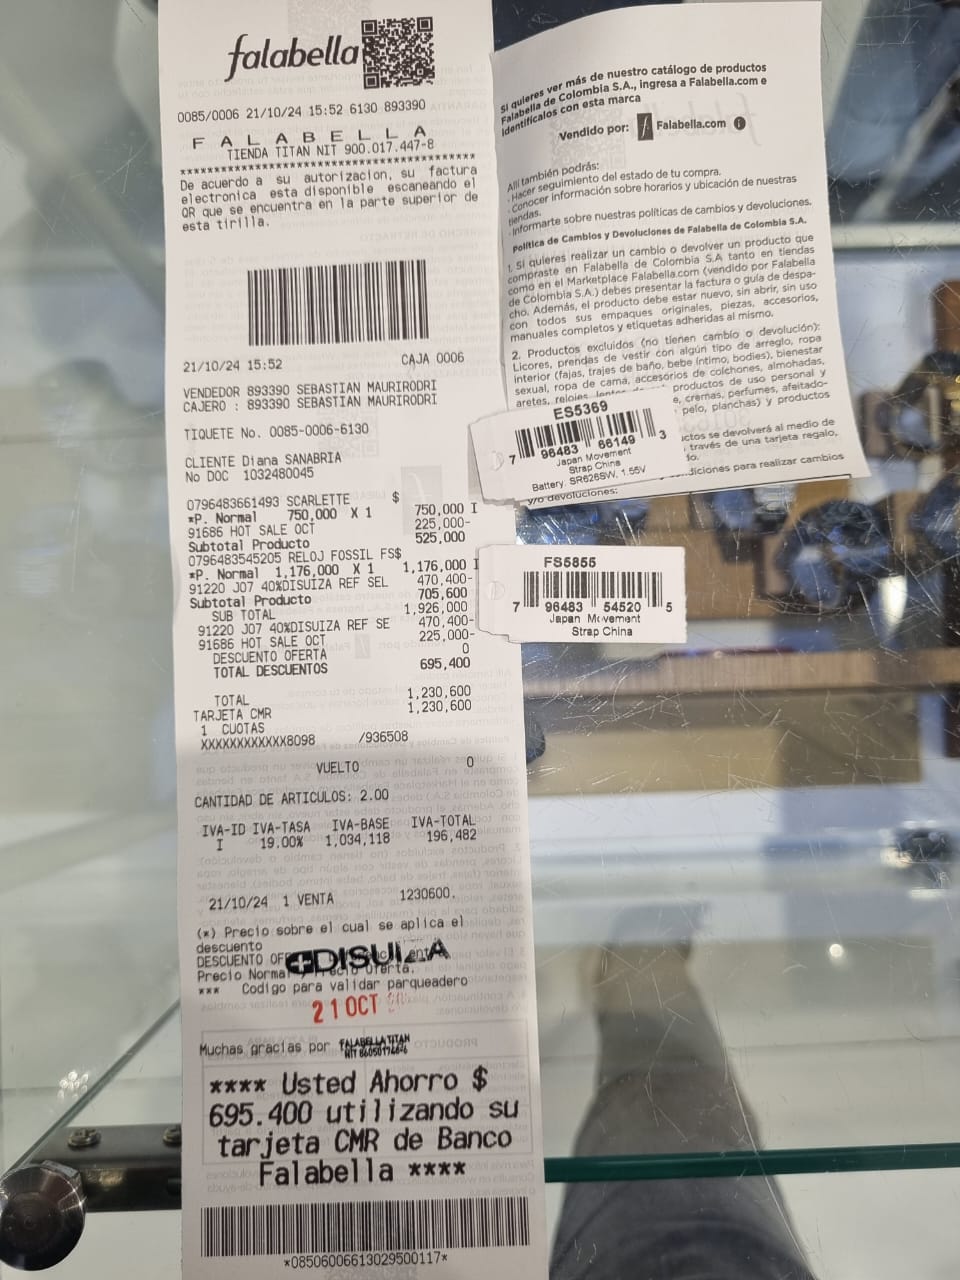 falabella
0085/0006 21/10/24 15:52 6130 893390
F A L A B E L L A
TIENDA TITAN NIT 900.017.447-8
De acuerdo a su autorizacion, su factura
electronica esta disponible escaneando el
QR que se encuentra en la parte superior de
esta tirilla.
21/10/24 15:52 CAJA 0006
VENDEDOR 893390 SEBASTIAN MAURIRODRI
CAJERO : 893390 SEBASTIAN MAURIRODRI
TIQUETE No. 0085-0006-6130
CLIENTE Diana SANABRIA
No DOC 1032480045
0796483661493 SCARLETTE $
*P. Normal 750,000 X 1 750,000 I
91686 HOT SALE OCT 225,000-
Subtotal Producto 525,000
0796483545205 RELOJ FOSSIL FS$
*P. Normal 1,176,000 X 1 1,176,000 I
91220 J07 40%DISUIZA REF SEL 470,400-
Subtotal Producto 705,600
SUB TOTAL 1,926,000
91220 J07 40%DISUIZA REF SE 470,400-
91686 HOT SALE OCT 225,000-
DESCUENTO OFERTA 0
TOTAL DESCUENTOS 695,400
TOTAL 1,230,600
TARJETA CMR 1,230,600
1 CUOTAS
XXXXXXXXXXXX8098 /936508
VUELTO 0
CANTIDAD DE ARTICULOS: 2.00
IVA-ID IVA-TASA IVA-BASE IVA-TOTAL
I 19.00% 1,034,118 196,482
21/10/24 1 VENTA 1230600.
(*) Precio sobre el cual se aplica el
descuento
DESCUENTO OF
DISUIZA
Precio Normal Precio Oferta.
*** Codigo para validar parqueadero
21 OCT
Muchas gracias por
FALABELLA TITAN
**** Usted Ahorro $
695.400 utilizando su
tarjeta CMR de Banco
Falabella ****
*08506006613029500117*
Si quieres ver más de nuestro catálogo de productos
Falabella de Colombia S.A., ingresa a Falabella.com e
identifícalos con esta marca
Vendido por: f Falabella.com i
Allí también podrás:
· Hacer seguimiento del estado de tu compra.
· Conocer información sobre horarios y ubicación de nuestras
tiendas.
· Informarte sobre nuestras políticas de cambios y devoluciones.
Política de Cambios y Devoluciones de Falabella de Colombia S.A.
1. Si quieres realizar un cambio o devolver un producto que
compraste en Falabella de Colombia S.A tanto en tiendas
como en el Marketplace Falabella.com (vendido por Falabella
de Colombia S.A.) debes presentar la factura o guía de despa-
cho. Además, el producto debe estar nuevo, sin abrir, sin uso
con todos sus empaques originales, piezas, accesorios,
manuales completos y etiquetas adheridas al mismo.
2. Productos excluidos (no tienen cambio o devolución):
Licores, prendas de vestir con algún tipo de arreglo, ropa
interior (fajas, trajes de baño, bebe íntimo, bodies), bienestar
sexual, ropa de cama, accesorios de colchones, almohadas,
aretes, relojes, productos de uso personal y
e, cremas, perfumes, afeitado-
pelo, planchas) y productos
se devolverá al medio de
través de una tarjeta regalo,
condiciones para realizar cambios
y/o devoluciones:
ES5369
7 96483 66149 3
Japan Movement
Strap China
Battery: SR626SW, 1.55V
FS5855
7 96483 54520 5
Japan Movement
Strap China